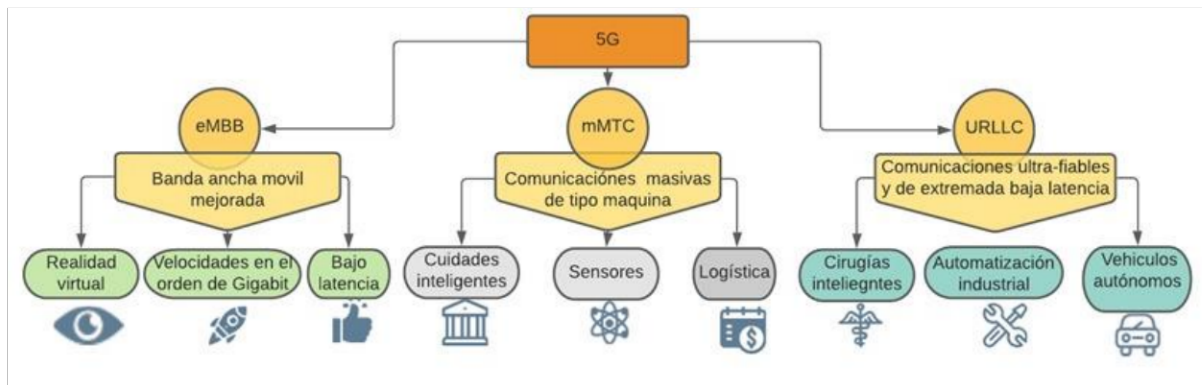 5G
eMBB
Banda ancha movil
mejorada
Realidad
virtual
Velocidades en el
orden de Gigabit
Bajo
latencia
mMTC
Comunicaciónes masivas
de tipo maquina
Cuidades
inteligentes
Sensores
Logística
URLLC
Comunicaciones ultra-fiables
y de extremada baja latencia
Cirugías
inteliegntes
Automatización
industrial
Vehiculos
autónomos
$